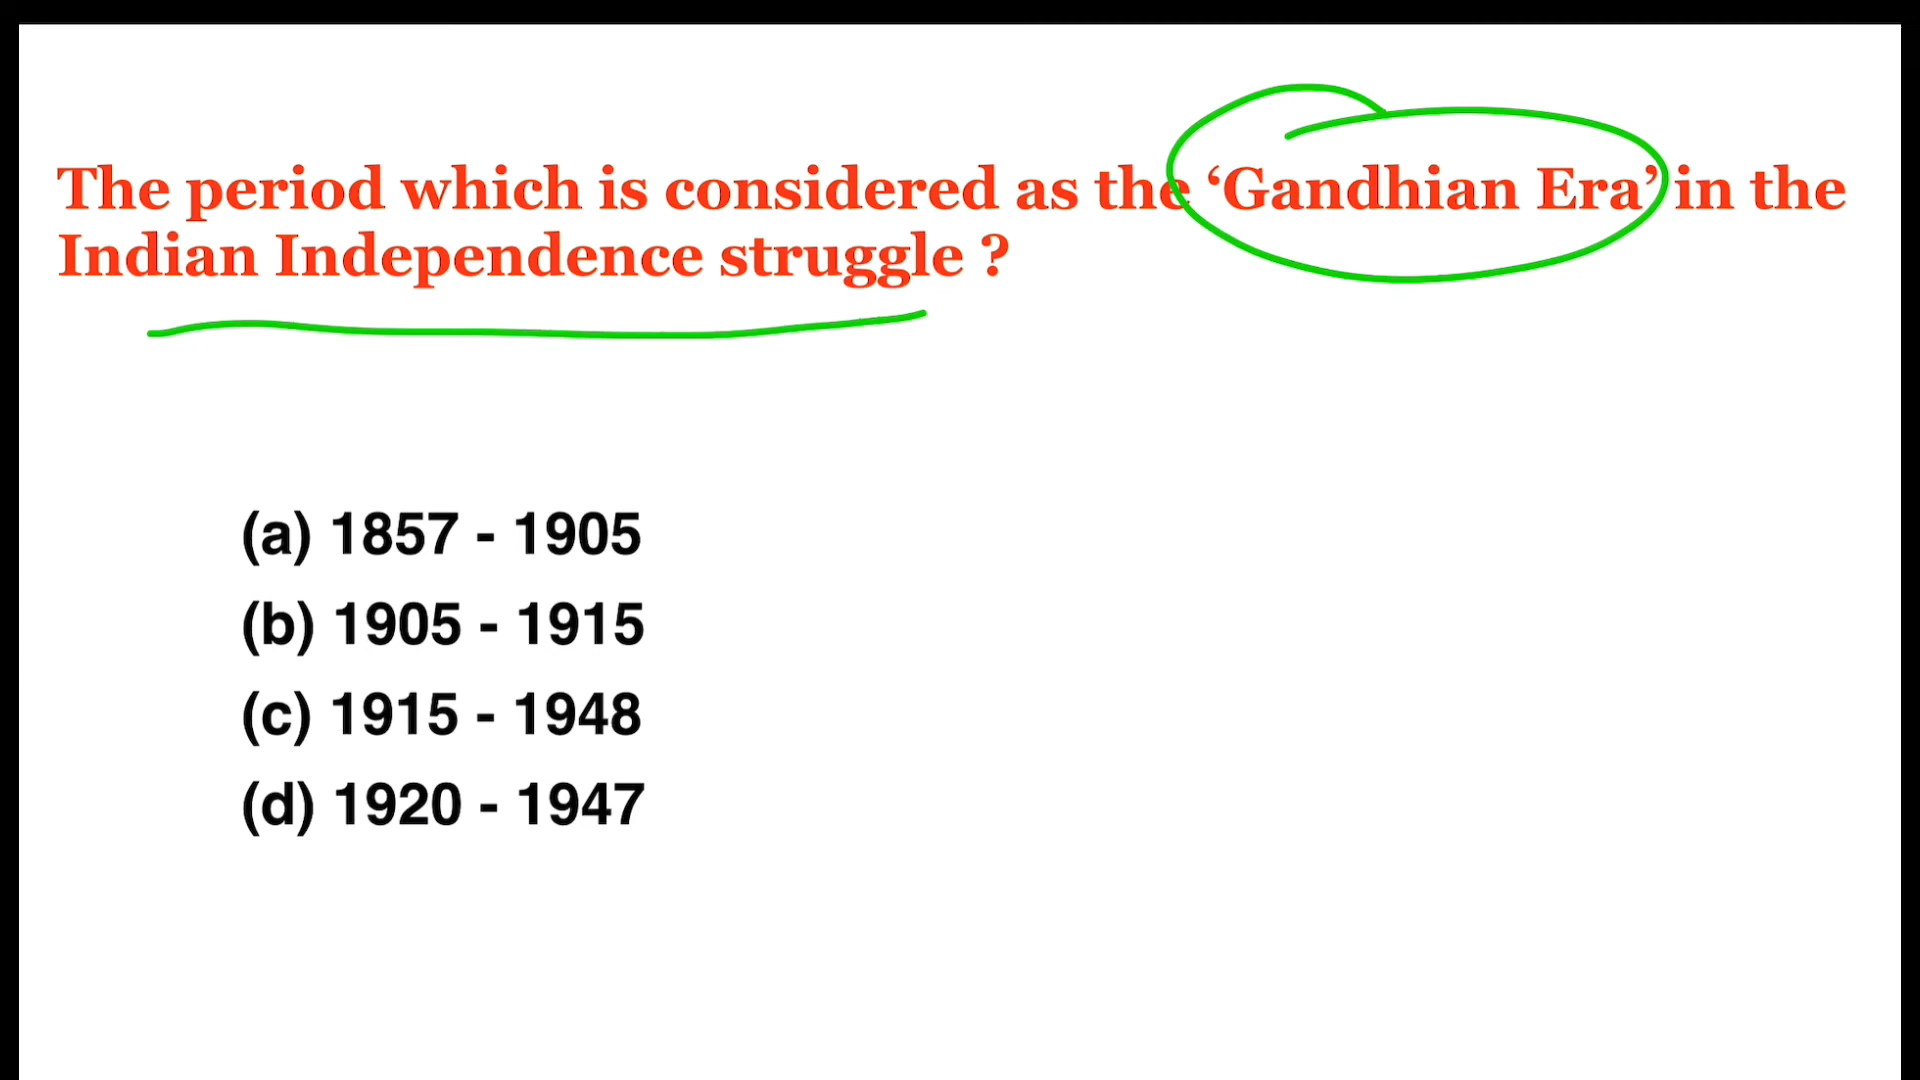 The period which is considered as the ‘Gandhian Era’ in the
Indian Independence struggle ?
(a) 1857 - 1905
(b) 1905 - 1915
(c) 1915 - 1948
(d) 1920 - 1947